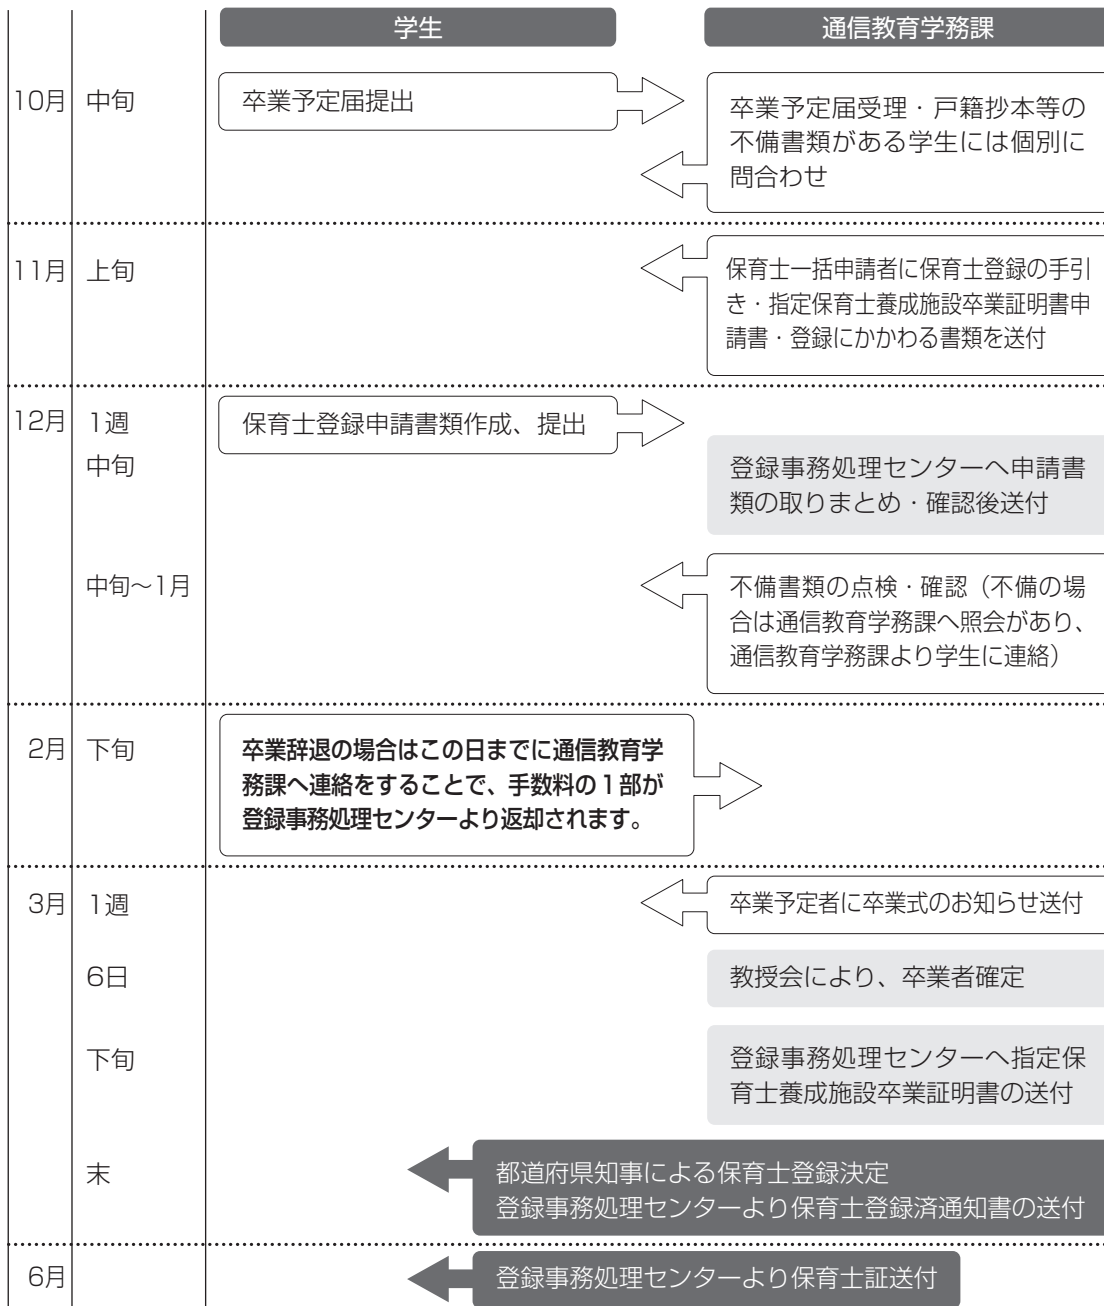 学生
通信教育学務課
10月 中旬
卒業予定届提出
卒業予定届受理・戸籍抄本等の
不備書類がある学生には個別に
問合わせ
11月 上旬
保育士一括申請者に保育士登録の手引
き・指定保育士養成施設卒業証明書申
請書・登録にかかわる書類を送付
12月 1週
保育士登録申請書類作成、提出
中旬
登録事務処理センターへ申請書
類の取りまとめ・確認後送付
中旬～1月
不備書類の点検・確認（不備の場
合は通信教育学務課へ照会があり、
通信教育学務課より学生に連絡）
2月 下旬
卒業辞退の場合はこの日までに通信教育学
務課へ連絡をすることで、手数料の１部が
登録事務処理センターより返却されます。
3月 1週
卒業予定者に卒業式のお知らせ送付
6日
教授会により、卒業者確定
下旬
登録事務処理センターへ指定保
育士養成施設卒業証明書の送付
末
都道府県知事による保育士登録決定
登録事務処理センターより保育士登録済通知書の送付
6月
登録事務処理センターより保育士証送付